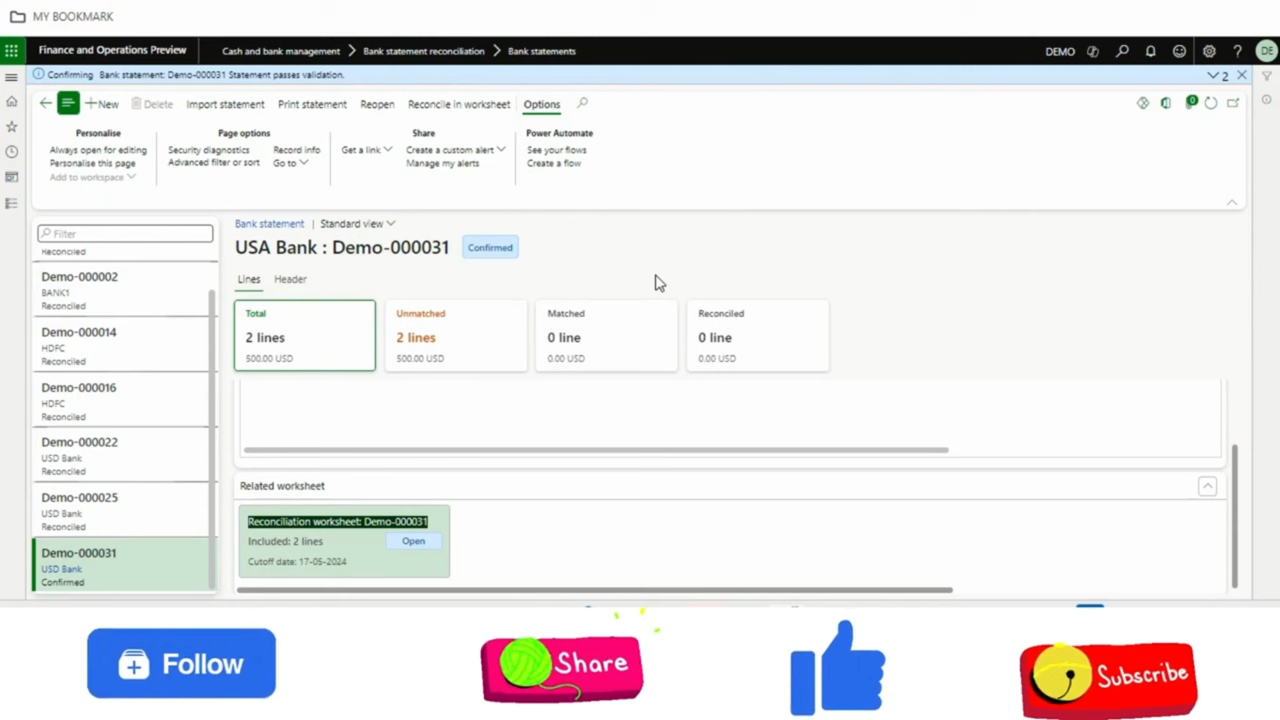 MY BOOKMARK
Finance and Operations Preview
Cash and bank management > Bank statement reconciliation > Bank statements
DEMO
?
DE
Confirming Bank statement: Demo-000031 Statement passes validation.
2
New
Delete
Import statement
Print statement
Reopen
Reconcile in worksheet
Options
0
Personalise
Always open for editing
Personalise this page
Add to workspace
Page options
Security diagnostics
Advanced filter or sort
Record info
Go to
Share
Get a link
Create a custom alert
Manage my alerts
Power Automate
See your flows
Create a flow
Filter
Reconciled
Demo-000002
BANK1
Reconciled
Demo-000014
HDFC
Reconciled
Demo-000016
HDFC
Reconciled
Demo-000022
USD Bank
Reconciled
Demo-000025
USD Bank
Reconciled
Demo-000031
USD Bank
Confirmed
Bank statement | Standard view
USA Bank : Demo-000031
Confirmed
Lines
Header
Total
2 lines
500.00 USD
Unmatched
2 lines
500.00 USD
Matched
0 line
0.00 USD
Reconciled
0 line
0.00 USD
Related worksheet
Reconciliation worksheet: Demo-000031
Included: 2 lines
Open
Cutoff date: 17-05-2024
Follow
Share
Subscribe